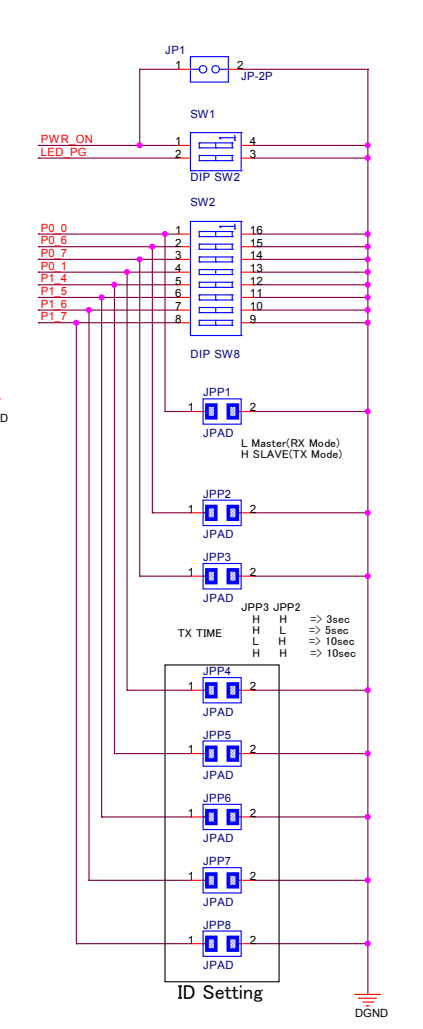 JP1
1 2
JP-2P
SW1
PWR_ON 1 4
LED_PG 2 3
DIP SW2
SW2
P0_0 1 16
P0_6 2 15
P0_7 3 14
P0_1 4 13
P1_4 5 12
P1_5 6 11
P1_6 7 10
P1_7 8 9
DIP SW8
JPP1
1 2
D
JPAD
L Master(RX Mode)
H SLAVE(TX Mode)
JPP2
1 2
JPAD
JPP3
1 2
JPAD
JPP3 JPP2
H H => 3sec
TX TIME
H L => 5sec
L H => 10sec
H H => 10sec
JPP4
1 2
JPAD
JPP5
1 2
JPAD
JPP6
1 2
JPAD
JPP7
1 2
JPAD
JPP8
1 2
JPAD
ID Setting
DGND